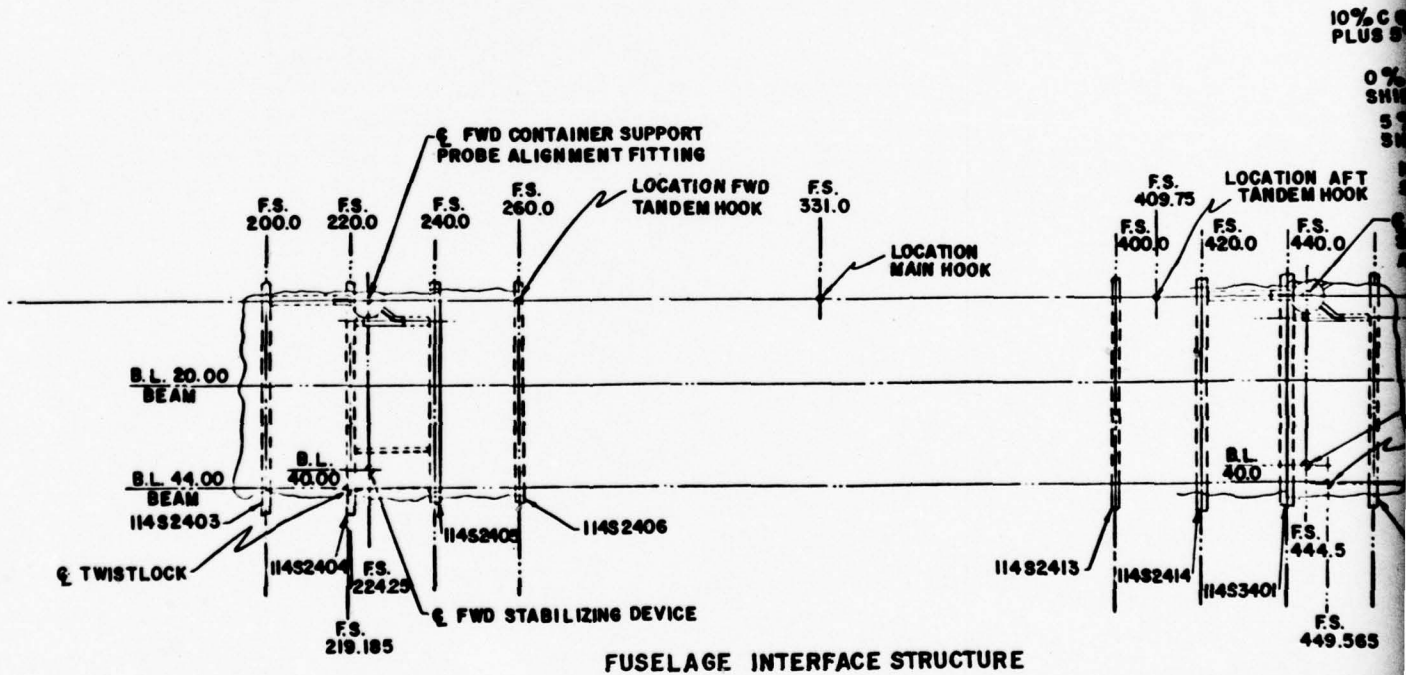 10% C
PLUS
0%
5
℄ FWD CONTAINER SUPPORT
PROBE ALIGNMENT FITTING
F.S.
200.0
F.S.
220.0
F.S.
240.0
F.S.
260.0
LOCATION FWD
TANDEM HOOK
F.S.
331.0
LOCATION
MAIN HOOK
F.S.
409.75
LOCATION AFT
TANDEM HOOK
F.S.
400.0
F.S.
420.0
F.S.
440.0
B.L. 20.00
BEAM
B.L. 44.00
BEAM
B.L.
40.00
B.L.
40.0
114S2403
114S2404
114S2405
114S2406
114S2413
114S2414
114S3401
℄ TWISTLOCK
F.S.
224.25
℄ FWD STABILIZING DEVICE
F.S.
219.185
F.S.
444.5
F.S.
449.565
FUSELAGE INTERFACE STRUCTURE